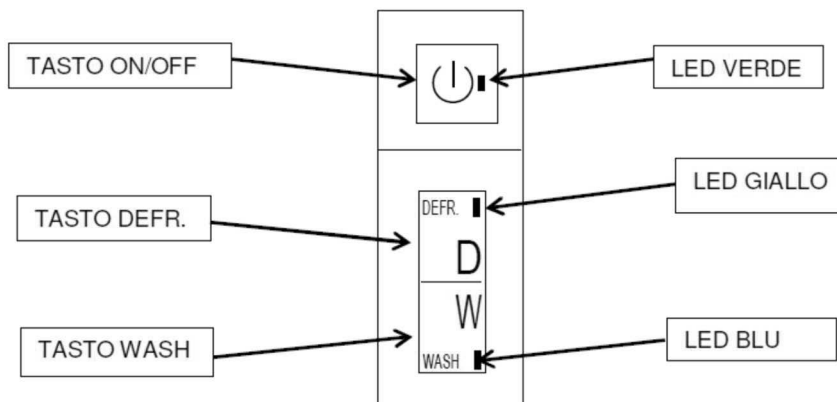 TASTO ON/OFF
LED VERDE
LED GIALLO
DEFR.
TASTO DEFR.
D
W
TASTO WASH
WASH
LED BLU